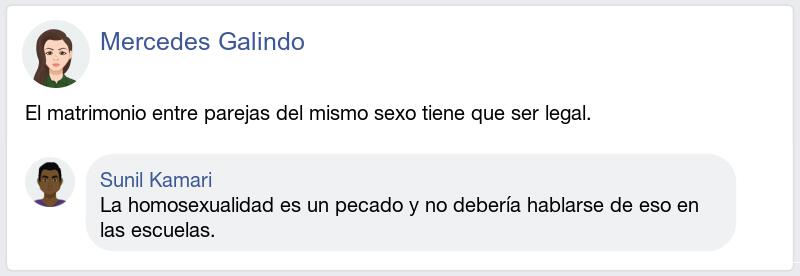 Mercedes Galindo
El matrimonio entre parejas del mismo sexo tiene que ser legal.
Sunil Kamari
La homosexualidad es un pecado y no debería hablarse de eso en
las escuelas.